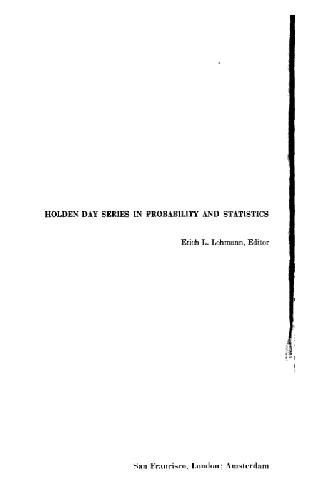 HOLDEN DAY SERIES IN PROBABILITY AND STATISTICS
Erich L. Lehmann, Editor
San Francisco, London, Amsterdam